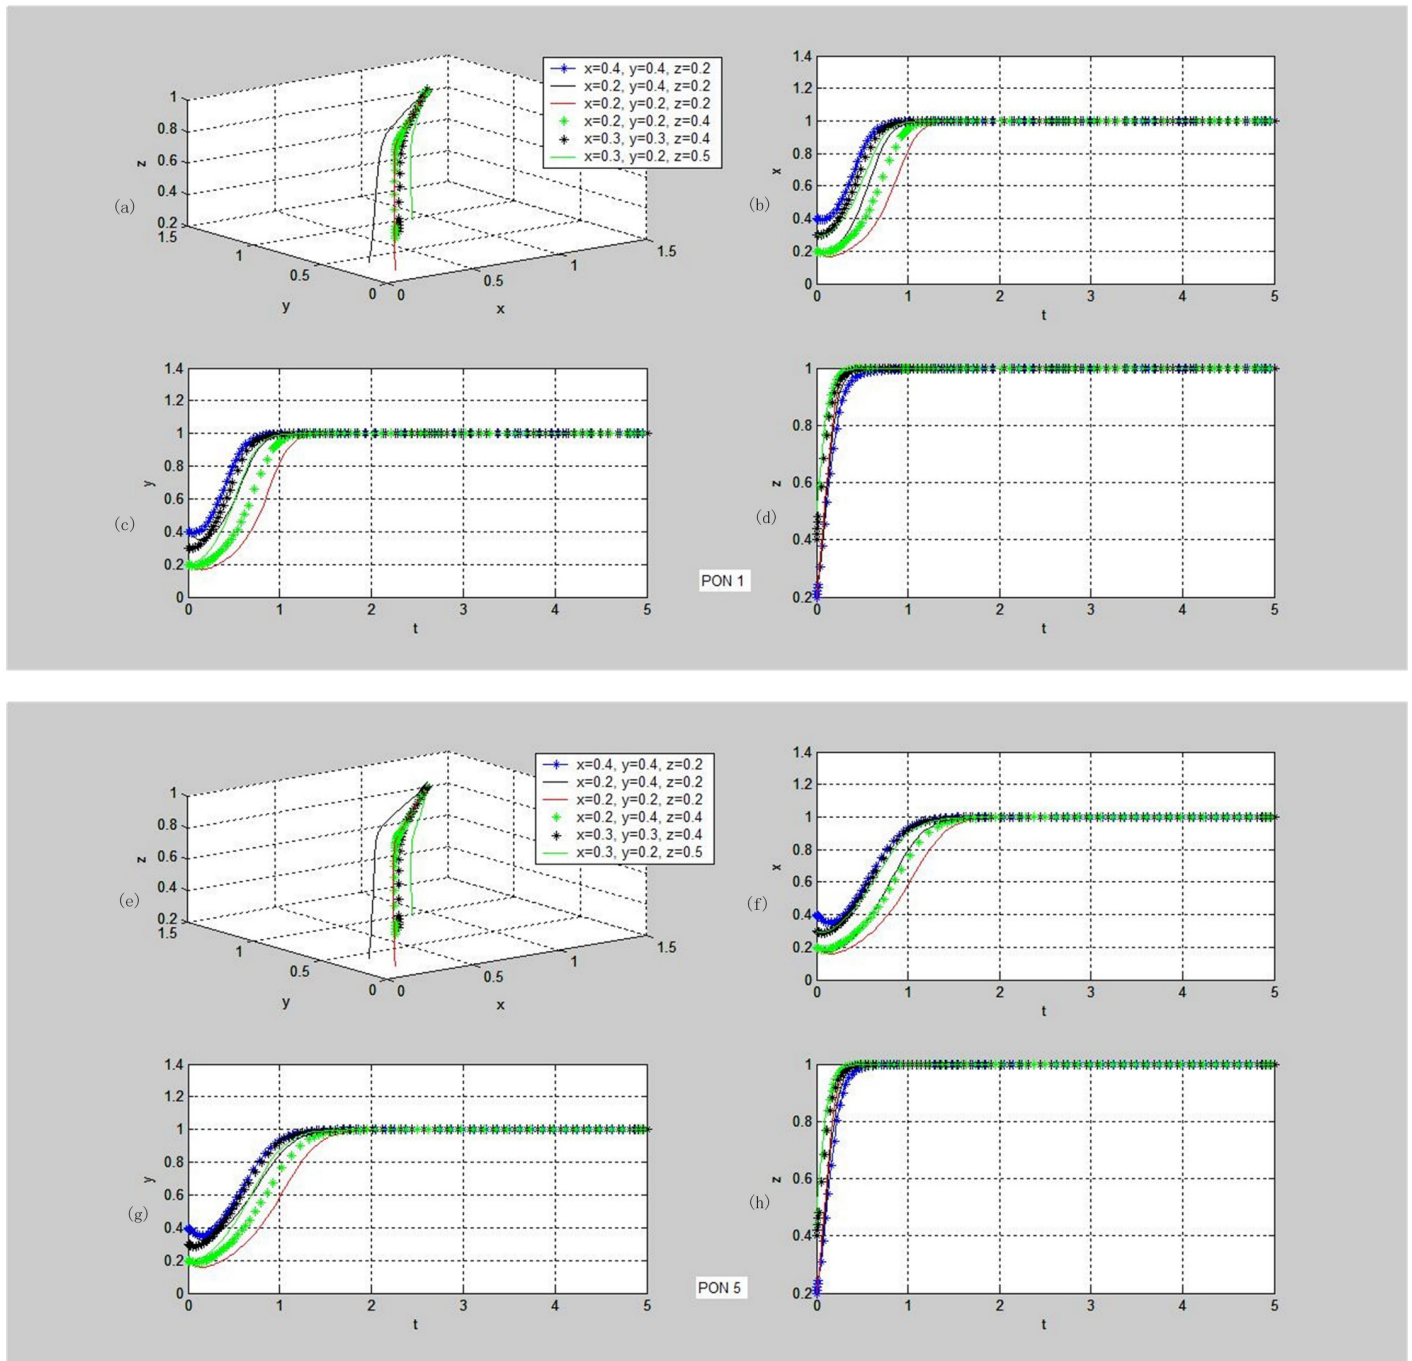 x=0.4, y=0.4, z=0.2
x=0.2, y=0.4, z=0.2
x=0.2, y=0.2, z=0.2
x=0.2, y=0.2, z=0.4
x=0.3, y=0.3, z=0.4
x=0.3, y=0.2, z=0.5
1
0.8
0.6
0.4
0.2
z
(a)
1.5
1
0.5
0
y
0
0.5
1
1.5
x
1.4
1.2
1
0.8
0.6
0.4
0.2
0
x
(b)
0 1 2 3 4 5
t
1.4
1.2
1
0.8
0.6
0.4
0.2
0
y
(c)
0 1 2 3 4 5
t
PON 1
1
0.8
0.6
0.4
0.2
z
(d)
0 1 2 3 4 5
t
x=0.4, y=0.4, z=0.2
x=0.2, y=0.4, z=0.2
x=0.2, y=0.2, z=0.2
x=0.2, y=0.4, z=0.4
x=0.3, y=0.3, z=0.4
x=0.3, y=0.2, z=0.5
1
0.8
0.6
0.4
0.2
z
(e)
1.5
1
0.5
0
y
0
0.5
1
1.5
x
1.4
1.2
1
0.8
0.6
0.4
0.2
0
x
(f)
0 1 2 3 4 5
t
1.4
1.2
1
0.8
0.6
0.4
0.2
0
y
(g)
0 1 2 3 4 5
t
PON 5
1
0.8
0.6
0.4
0.2
z
(h)
0 1 2 3 4 5
t